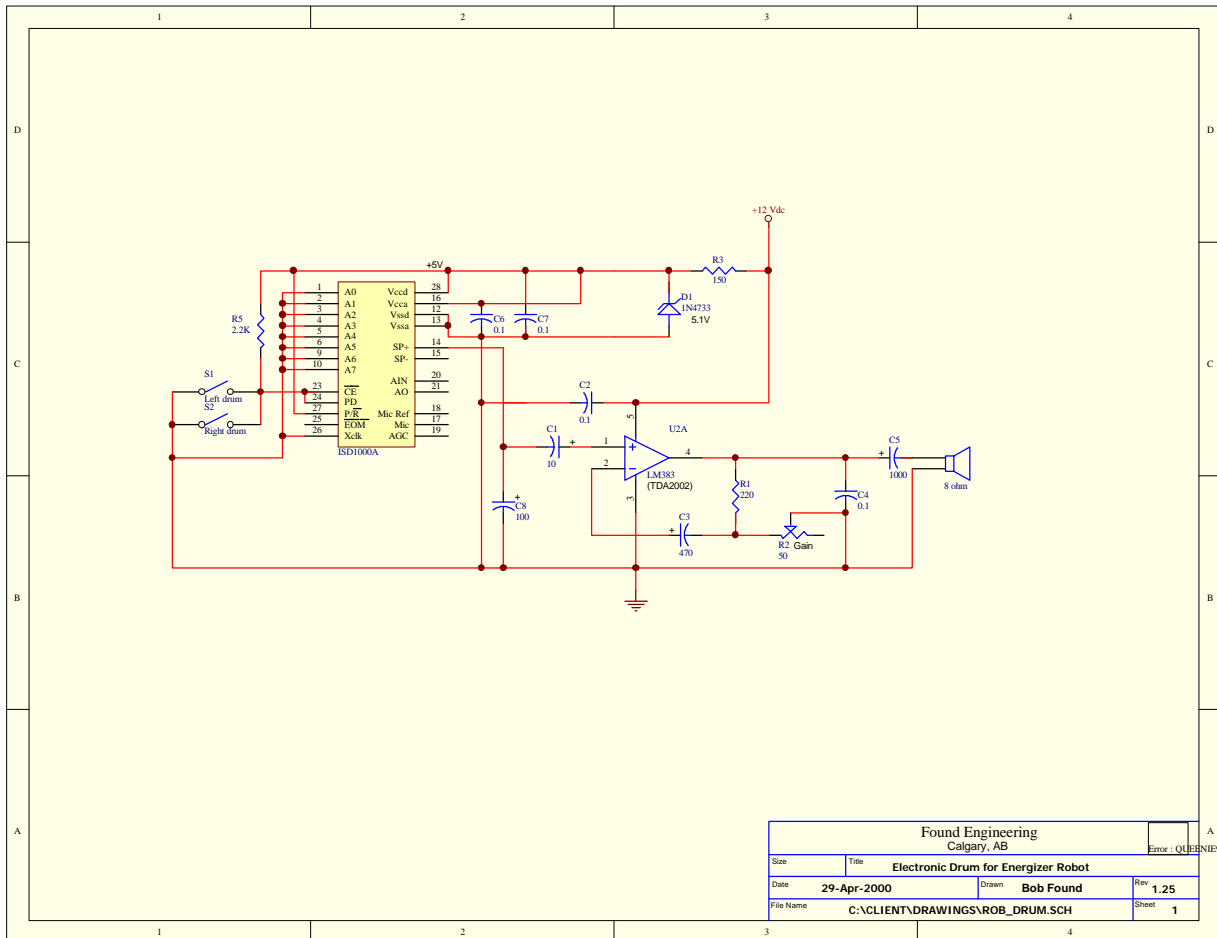 1 2 3 4
D D
+12 Vdc
+5V
R3
150
D1
1N4733
5.1V
R5
2.2K
1 A0 Vccd 28
2 A1 Vcca 16
3 A2 Vssd 12
4 A3 Vssa 13
5 A4
6 A5 SP+ 14
9 A6 SP- 15
10 A7
AIN 20
23 CE AO 21
24 PD
27 P/R Mic Ref 18
25 EOM Mic 17
26 Xclk AGC 19
ISD1000A
C6
0.1
C7
0.1
C C
S1
Left drum
S2
Right drum
C2
0.1
C1
+
10
U2A
5
1 +
2 −
4
3
LM383
(TDA2002)
C5
+
1000
8 ohm
R1
220
C4
0.1
+
C8
100
C3
+
470
R2 Gain
50
B B
A A
Found Engineering
Calgary, AB
Error : QUEENIE9
Size Title Electronic Drum for Energizer Robot
Date 29-Apr-2000 Drawn Bob Found Rev 1.25
File Name C:\CLIENT\DRAWINGS\ROB_DRUM.SCH Sheet 1
1 2 3 4